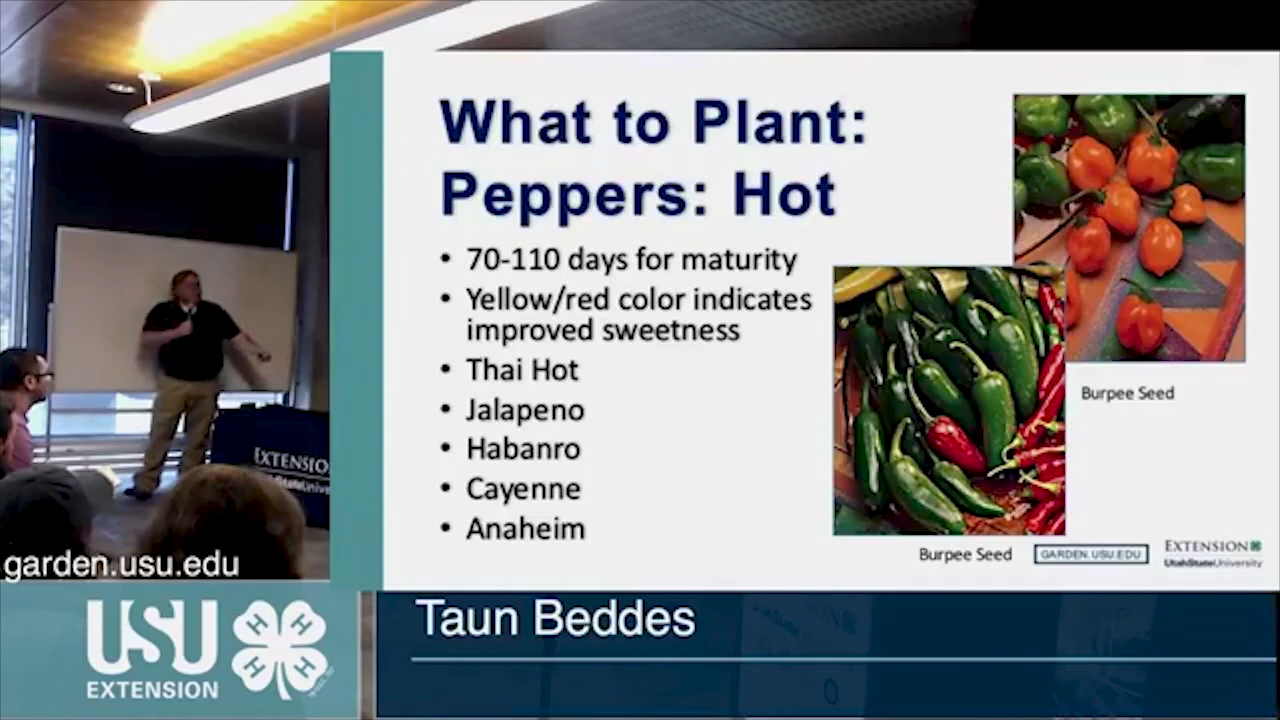 What to Plant:
Peppers: Hot
• 70-110 days for maturity
• Yellow/red color indicates
improved sweetness
• Thai Hot
• Jalapeno
• Habanro
• Cayenne
• Anaheim
Burpee Seed
Burpee Seed
GARDEN.USU.EDU
EXTENSION
UtahStateUniversity
EXTENSIO
garden.usu.edu
USU
EXTENSION
H H
H H
Taun Beddes